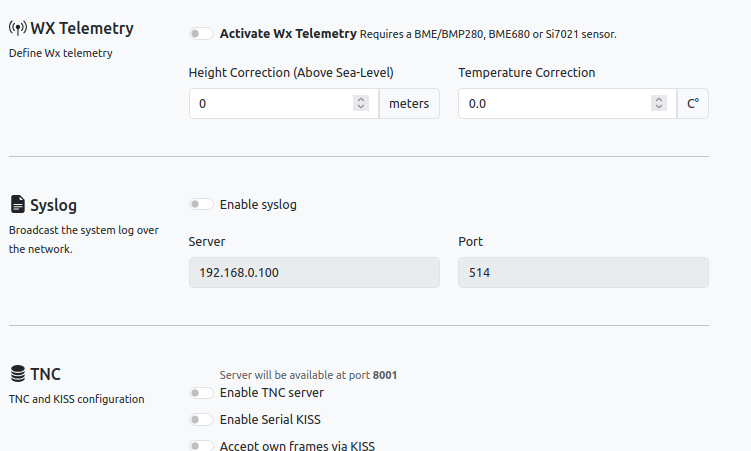 WX Telemetry
Define Wx telemetry
Activate Wx Telemetry Requires a BME/BMP280, BME680 or Si7021 sensor.
Height Correction (Above Sea-Level)
0 meters
Temperature Correction
0.0 C°
Syslog
Broadcast the system log over
the network.
Enable syslog
Server
192.168.0.100
Port
514
TNC
TNC and KISS configuration
Server will be available at port 8001
Enable TNC server
Enable Serial KISS
Accept own frames via KISS